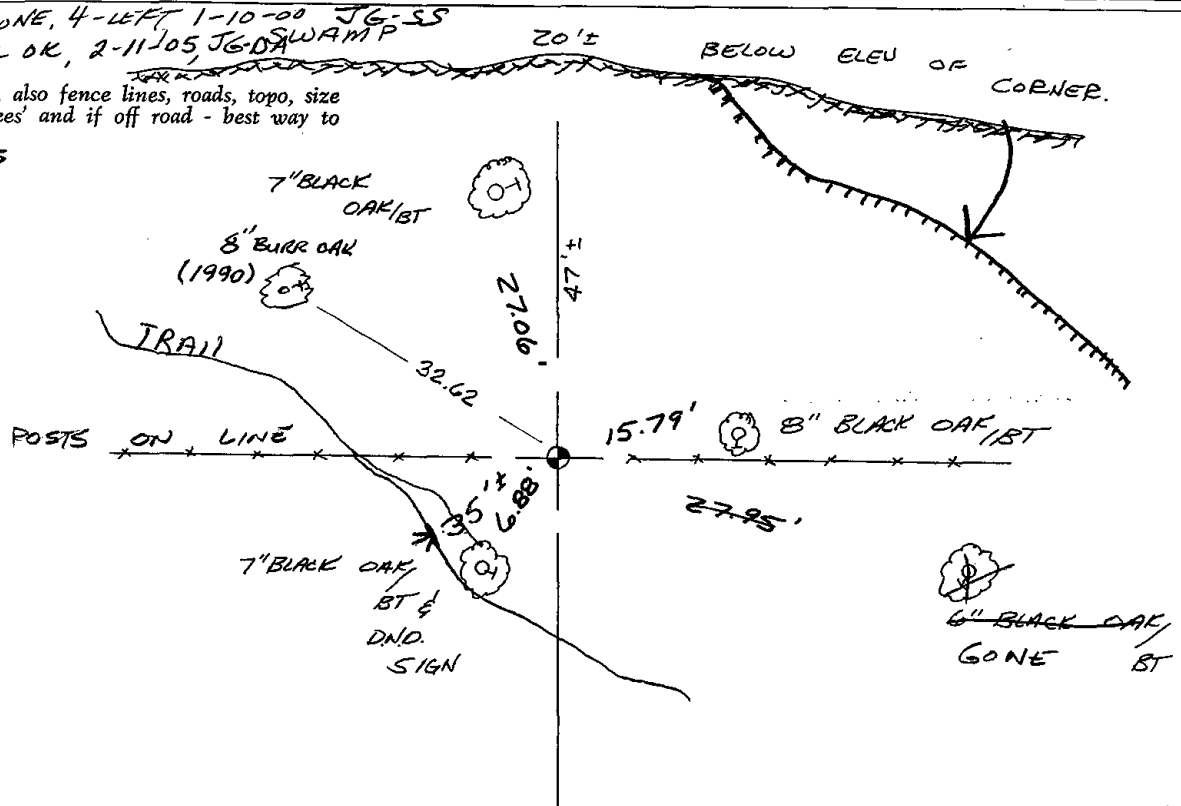 ONE, 4-LEFT 1-10-00 JG-SS
OK, 2-11-05, JG-DA
SWAMP 20'± BELOW ELEV OF CORNER.
also fence lines, roads, topo, size
ees' and if off road - best way to
7" BLACK
OAK/BT
8" BURR OAK
(1990)
47'±
27.06'
TRAIL
32.62
POSTS ON LINE
15.79'
8" BLACK OAK/BT
35'±
6.88'
27.95'
7" BLACK OAK/
BT &
D.N.D.
SIGN
6" BLACK OAK/
BT
GONE